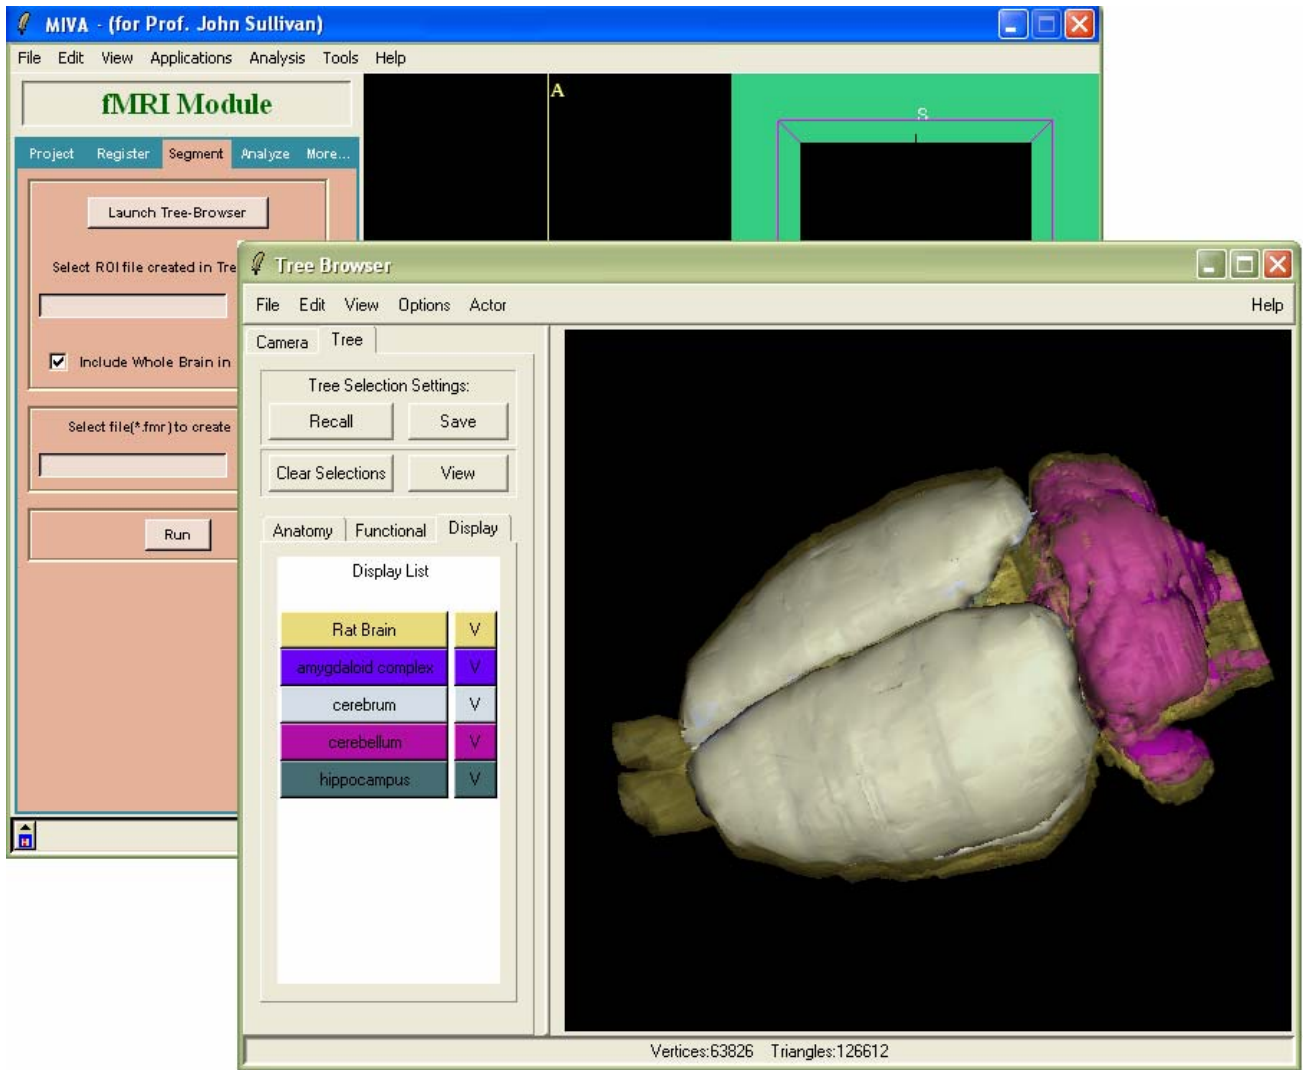 MIVA - (for Prof. John Sullivan)
File Edit View Applications Analysis Tools Help
fMRI Module
Project Register Segment Analyze More...
Launch Tree-Browser
Select ROI file created in Tre
Include Whole Brain in
Select file(*.fmr) to create
Run
H
A
S
Tree Browser
File Edit View Options Actor Help
Camera Tree
Tree Selection Settings:
Recall Save
Clear Selections View
Anatomy Functional Display
Display List
Rat Brain V
amygdaloid complex V
cerebrum V
cerebellum V
hippocampus V
Vertices:63826 Triangles:126612